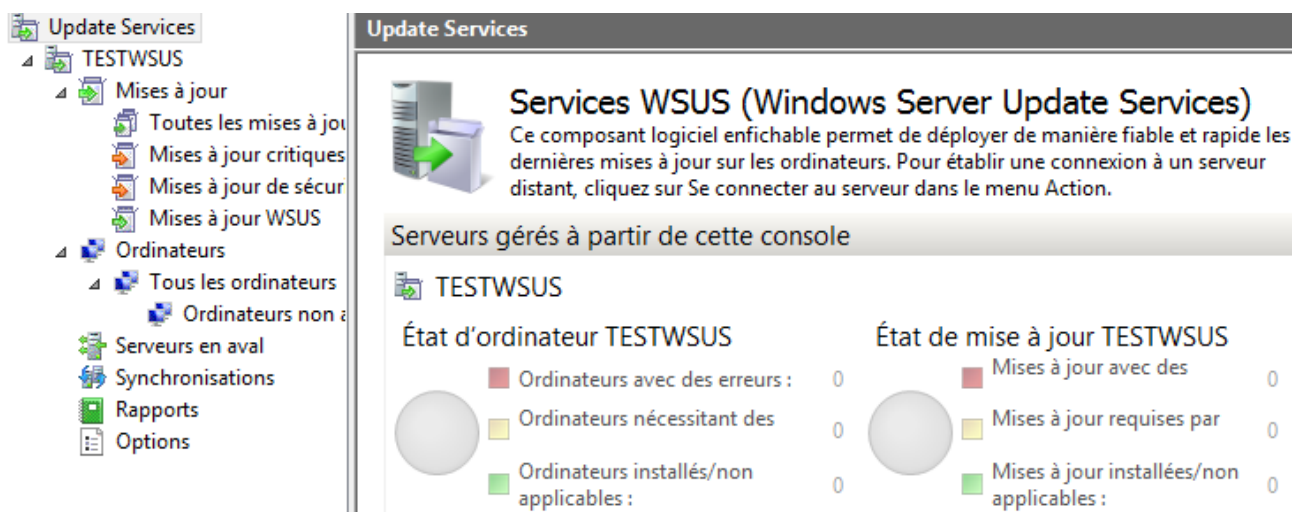 Update Services
TESTWSUS
Mises à jour
Toutes les mises à jou
Mises à jour critiques
Mises à jour de sécur
Mises à jour WSUS
Ordinateurs
Tous les ordinateurs
Ordinateurs non a
Serveurs en aval
Synchronisations
Rapports
Options
Update Services
Services WSUS (Windows Server Update Services)
Ce composant logiciel enfichable permet de déployer de manière fiable et rapide les
dernières mises à jour sur les ordinateurs. Pour établir une connexion à un serveur
distant, cliquez sur Se connecter au serveur dans le menu Action.
Serveurs gérés à partir de cette console
TESTWSUS
État d'ordinateur TESTWSUS
Ordinateurs avec des erreurs : 0
Ordinateurs nécessitant des 0
Ordinateurs installés/non
applicables : 0
État de mise à jour TESTWSUS
Mises à jour avec des 0
Mises à jour requises par 0
Mises à jour installées/non
applicables : 0